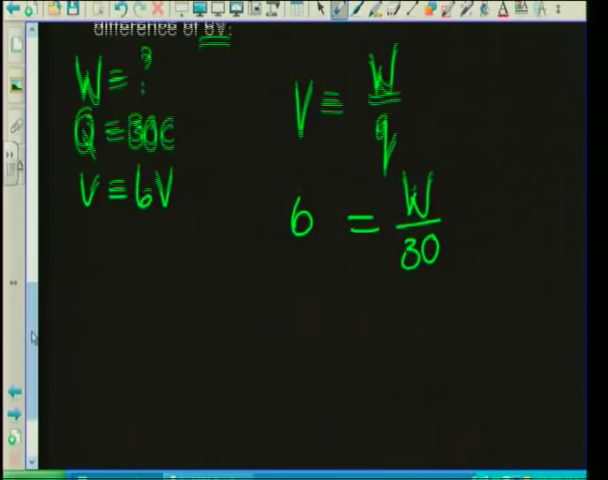 difference of 6V:
W = ?
Q = 30C
V = 6V
V = W/q
6 = W/30